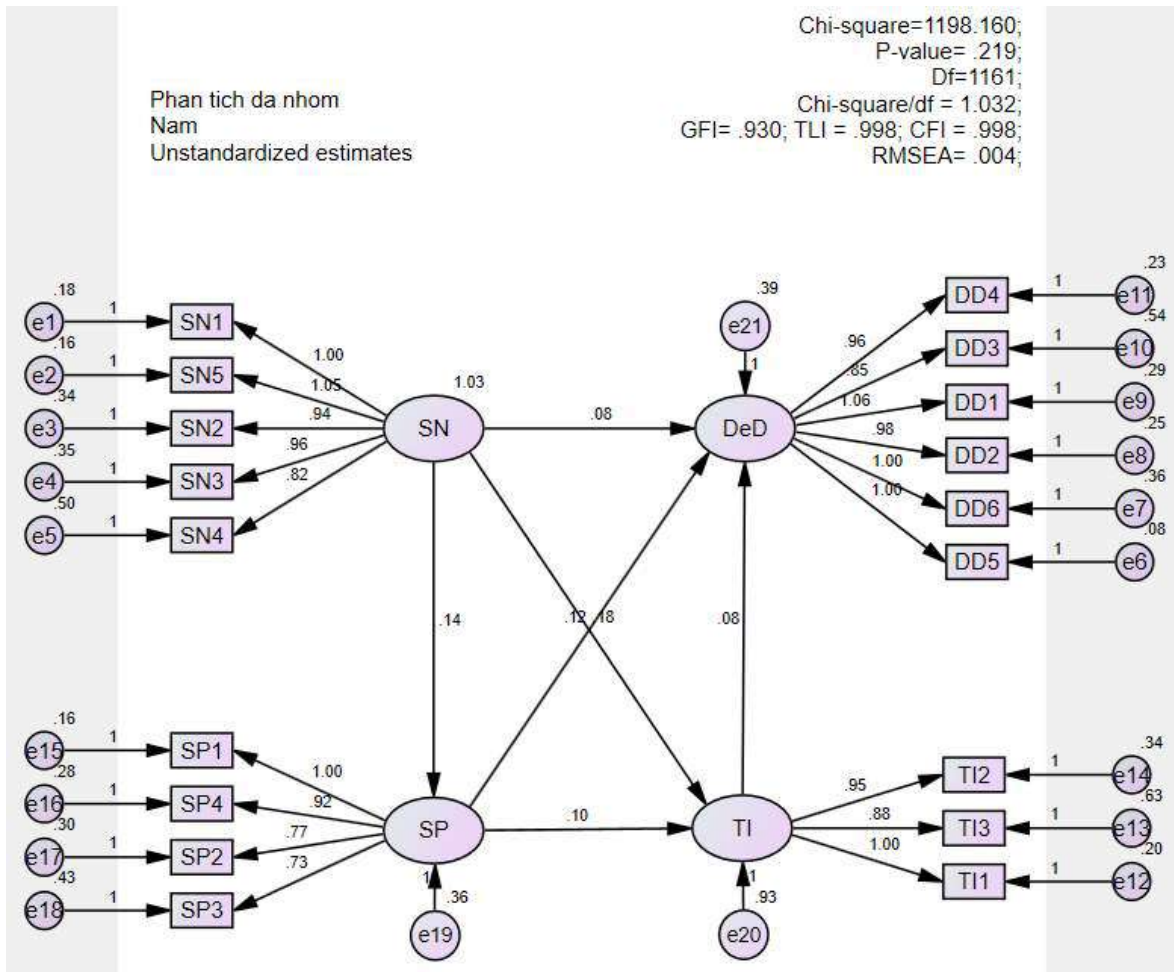 Chi-square=1198.160;
P-value= .219;
Df=1161;
Chi-square/df = 1.032;
GFI= .930; TLI = .998; CFI = .998;
RMSEA= .004;
Phan tich da nhom
Nam
Unstandardized estimates
.18
e1 1 SN1
.16
e2 1 SN5
.34
e3 1 SN2
.35
e4 1 SN3
.50
e5 1 SN4
1.00
1.05
.94
.96
.82
1.03
SN
.08
.39
e21
1
DeD
.96
.85
1.06
.98
1.00
1.00
.23
DD4 1 e11
.54
DD3 1 e10
.29
DD1 1 e9
.25
DD2 1 e8
.36
DD6 1 e7
.08
DD5 1 e6
.14
.12
.18
.08
.16
e15 1 SP1
.28
e16 1 SP4
.30
e17 1 SP2
.43
e18 1 SP3
1.00
.92
.77
.73
SP
.10
TI
1
.36
e19
1
.93
e20
.95
.88
1.00
.34
TI2 1 e14
.63
TI3 1 e13
.20
TI1 1 e12